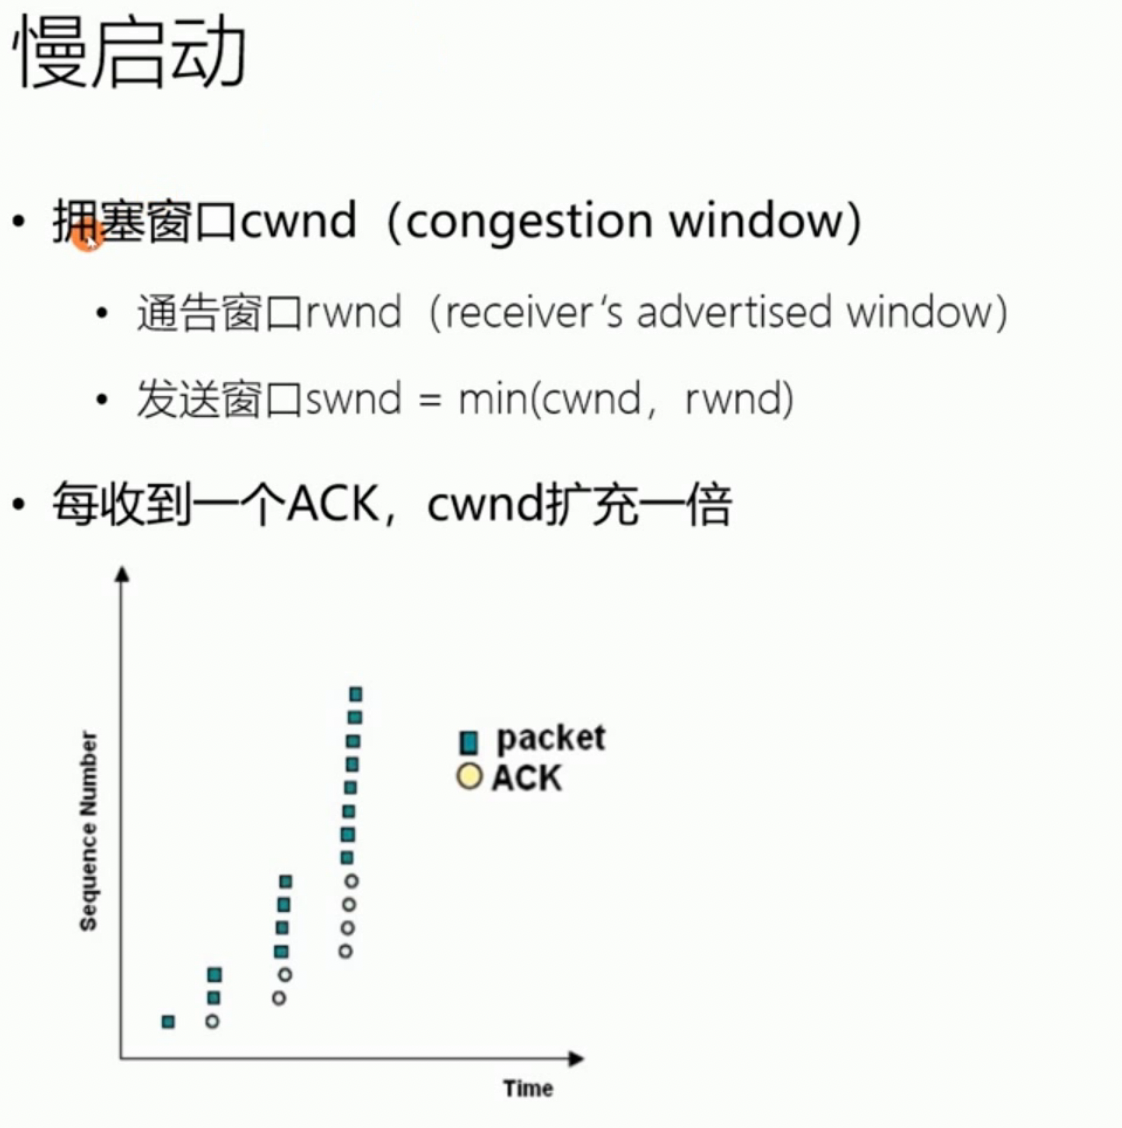 慢启动
• 拥塞窗口cwnd（congestion window）
• 通告窗口rwnd（receiver‘s advertised window）
• 发送窗口swnd = min(cwnd，rwnd)
• 每收到一个ACK，cwnd扩充一倍
packet
ACK
Sequence Number
Time